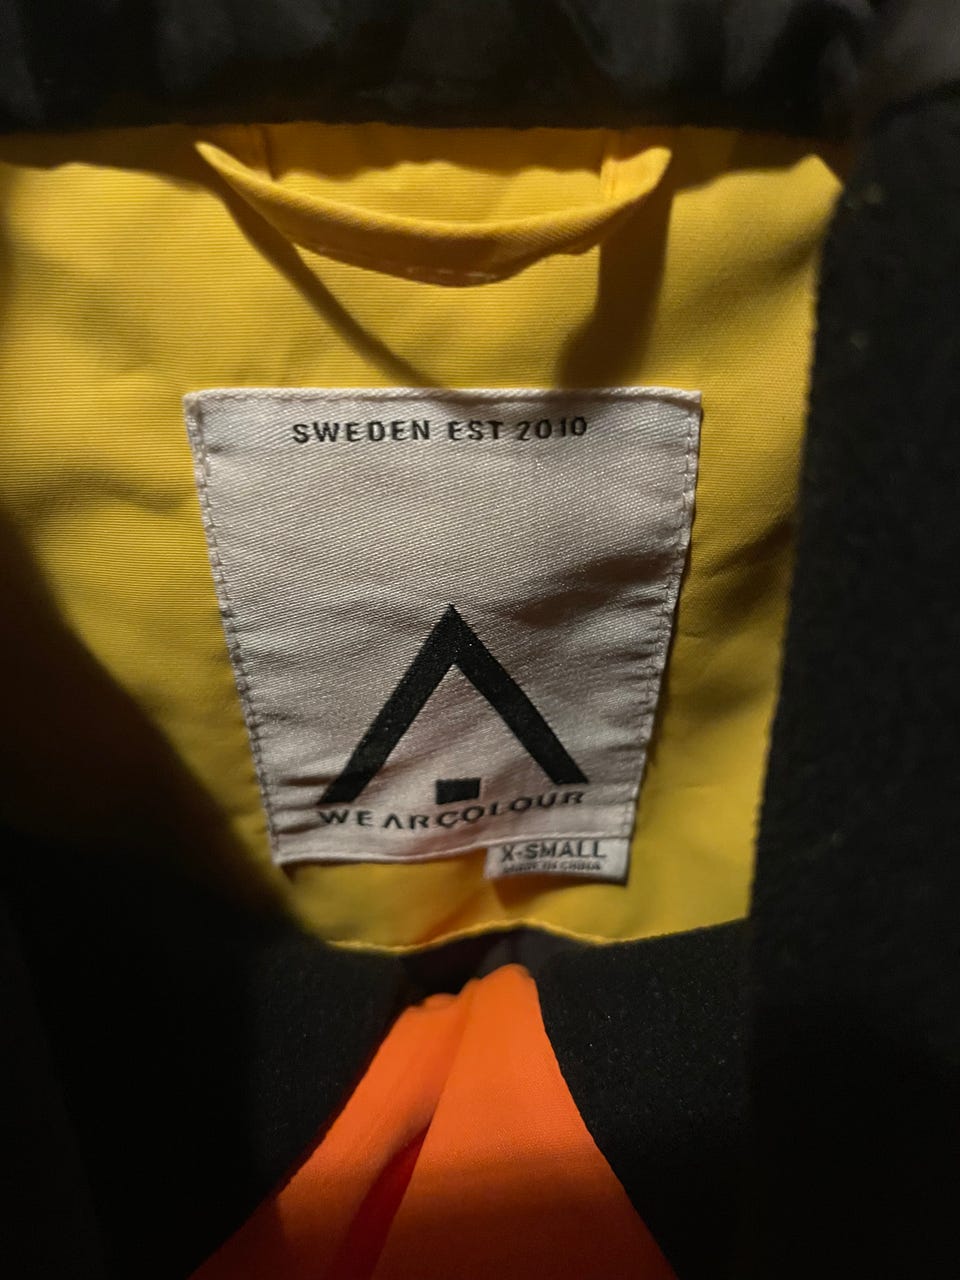 SWEDEN EST 2010
WEARCOLOUR
X-SMALL
MADE IN CHINA